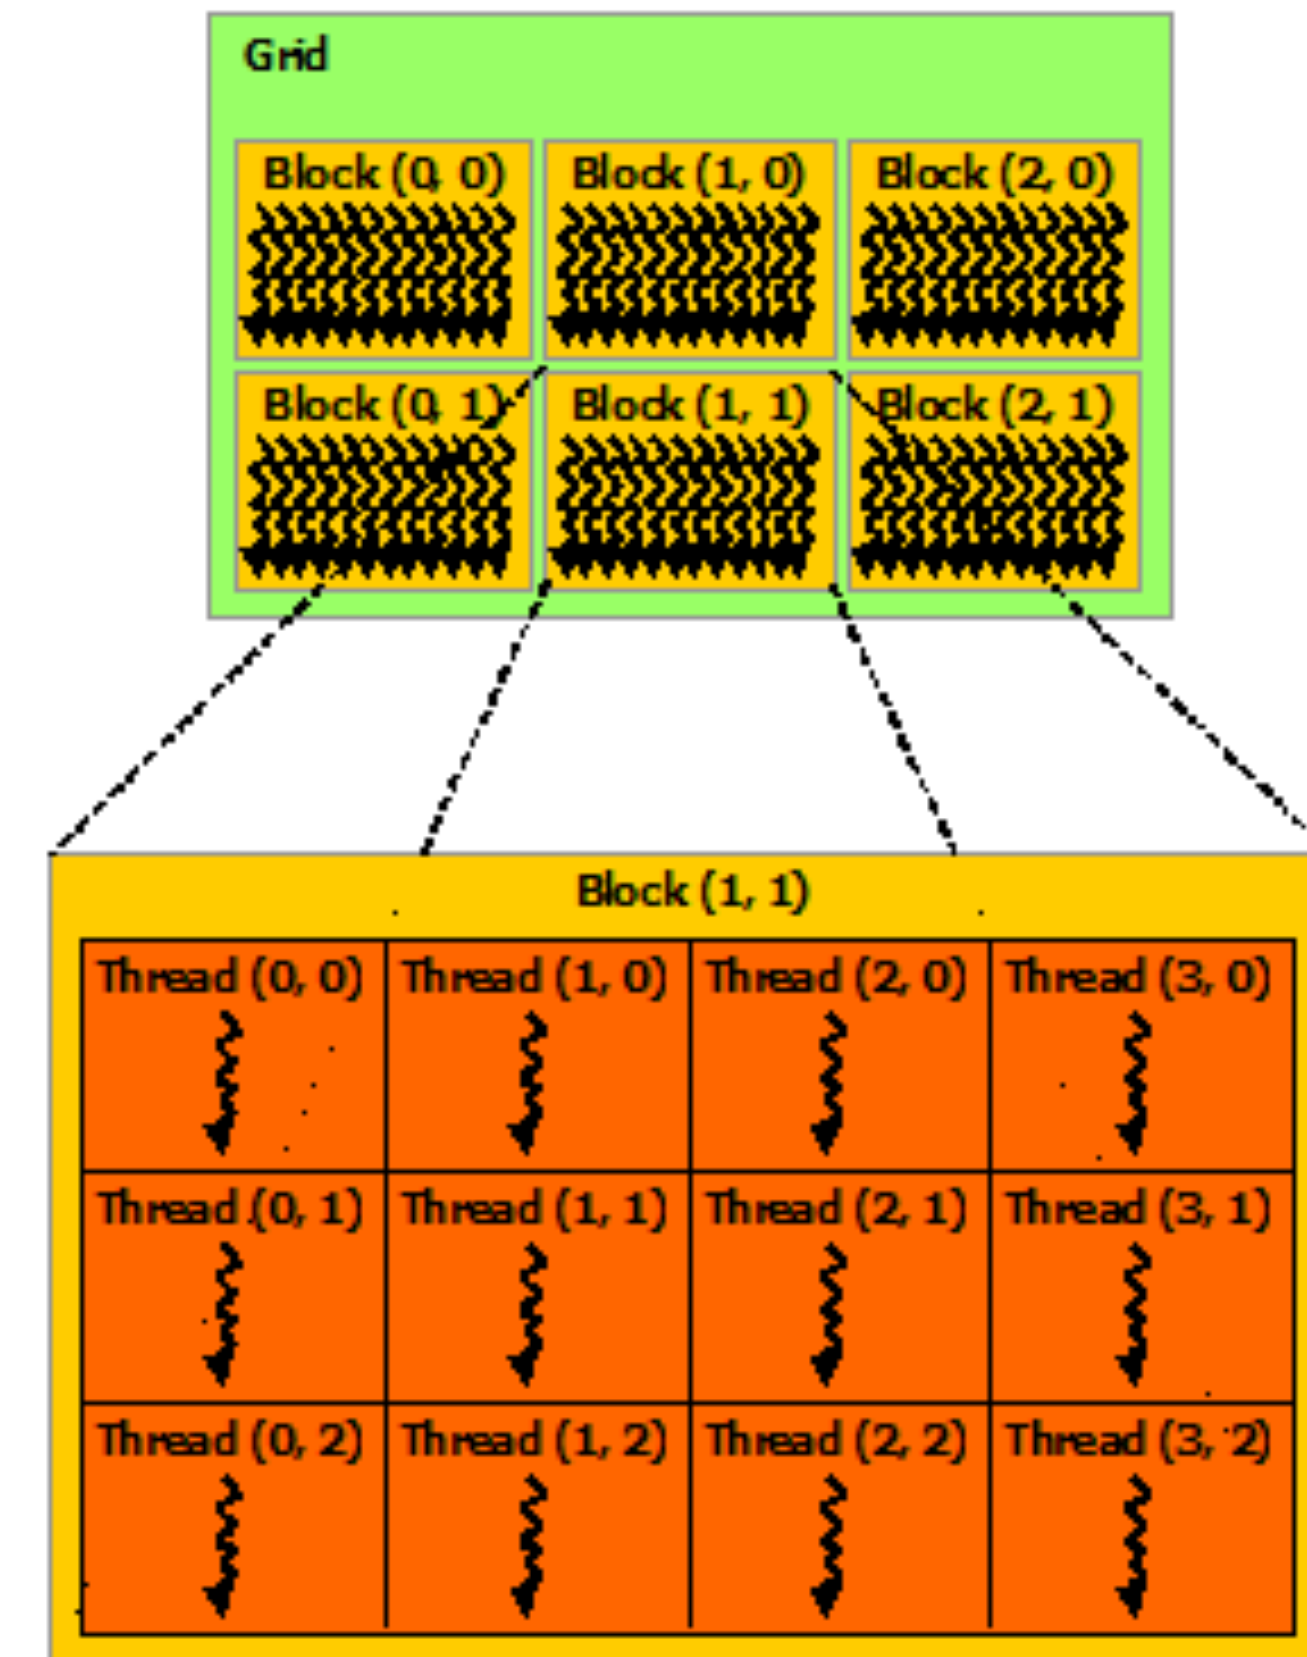 Grid
Block (0, 0) Block (1, 0) Block (2, 0)
Block (0, 1) Block (1, 1) Block (2, 1)
Block (1, 1)
Thread (0, 0) Thread (1, 0) Thread (2, 0) Thread (3, 0)
Thread (0, 1) Thread (1, 1) Thread (2, 1) Thread (3, 1)
Thread (0, 2) Thread (1, 2) Thread (2, 2) Thread (3, 2)